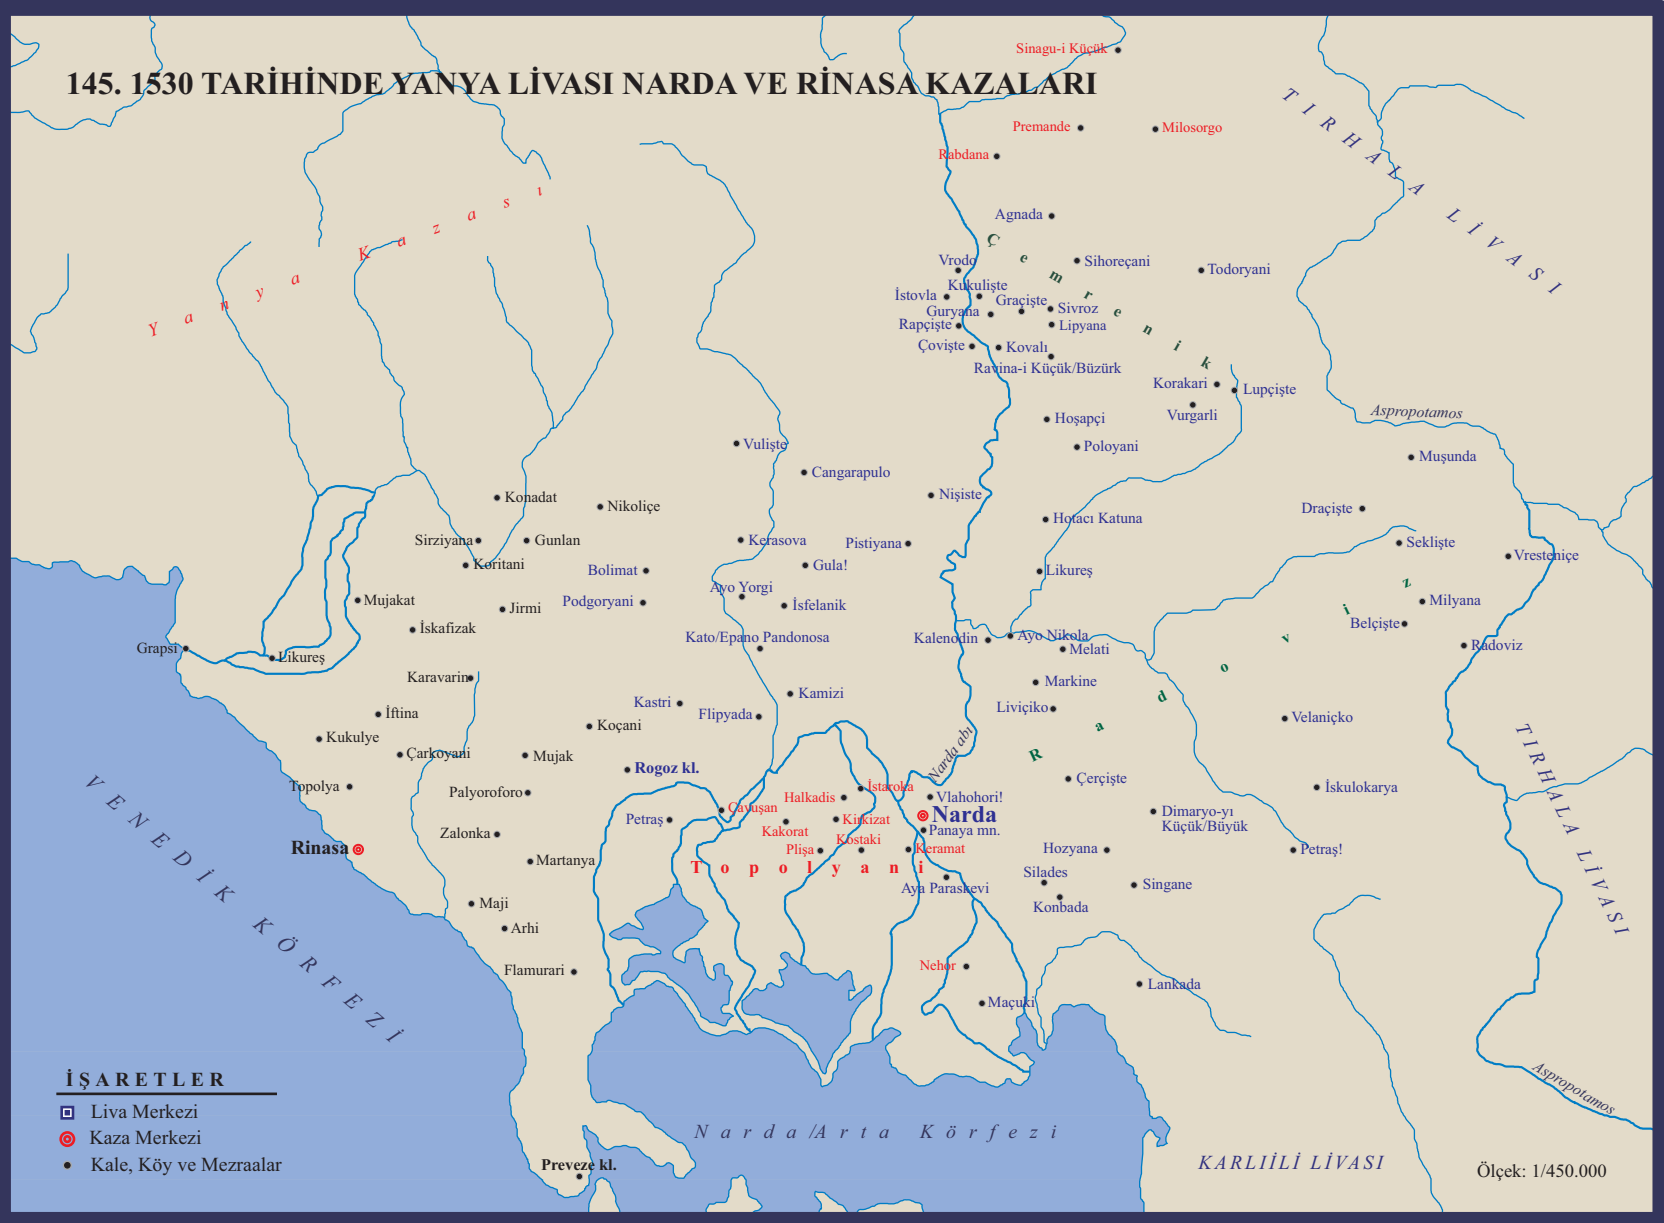 Sinagu-i Küçük
145. 1530 TARİHİNDE YANYA LİVASI NARDA VE RİNASA KAZALARI
TIRHALA LİVASI
Premande
Milosorgo
Rabdana
Yanya Kazası
Agnada
Çemrenik
Vrodo
Sihoreçani
Todoryani
Kukulişte
İstovla
Graçişte
Sivroz
Guryana
Rapçişte
Lipyana
Çovişte
Kovalı
Ravina-i Küçük/Büzürk
Korakari
Lupçişte
Vurgarli
Aspropotamos
Hoşapçi
Vulişte
Poloyani
Muşunda
Cangarapulo
Konadat
Nikoliçe
Nişiste
Draçişte
Hotacı Katuna
Sirziyana
Gunlan
Kerasova
Pistiyana
Seklişte
Vresteniçe
Koritani
Bolimat
Gula!
Likureş
Ayo Yorgi
Mujakat
Jirmi
Podgoryani
İsfelanik
Milyana
Belçişte
İskafizak
Kato/Epano Pandonosa
Kalenodin
Ayo Nikola
Melati
Radoviz
Grapsi
Likureş
Karavarin
Markine
Kamizi
Kastri
Liviçiko
İftina
Flipyada
Velaniçko
Koçani
Kukulye
Radoviz
Çarkovani
Mujak
Narda abı
TIRHALA LİVASI
Rogoz kl.
Çerçişte
Topolya
Palyoroforo
İstaroka
İskulokarya
Halkadis
Vlahohori!
Çavuşan
Dimaryo-yı
Küçük/Büyük
Narda
Petraş
Kirkizat
Kakorat
Panaya mn.
Zalonka
Kostaki
Rinasa
Plişa
Keramat
Hozyana
Petraş!
Martanya
Topolyani
Silades
Aya Paraskevi
Singane
Maji
Konbada
Arhi
VENEDİK KÖRFEZİ
Flamurari
Nehor
Lankada
Maçuki
İŞARETLER
Liva Merkezi
Kaza Merkezi
Kale, Köy ve Mezraalar
Aspropotamos
Narda/Arta Körfezi
Preveze kl.
KARLIİLİ LİVASI
Ölçek: 1/450.000